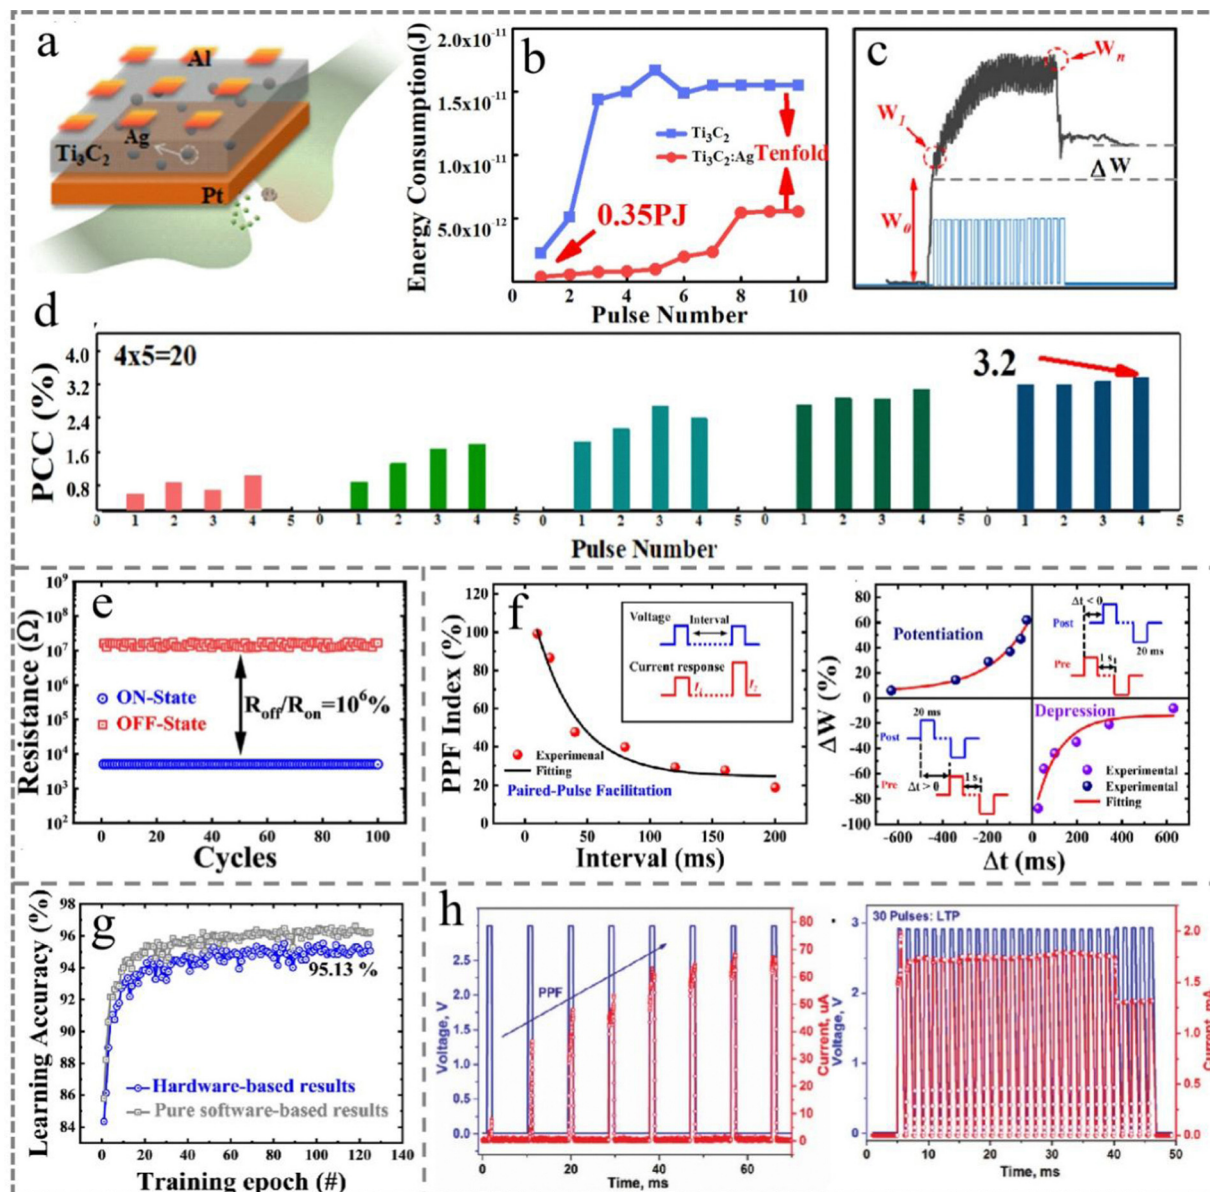 a
Al
Ag
Ti₃C₂
Pt
b
Energy Consumption(J)
2.0x10⁻¹¹
1.5x10⁻¹¹
1.0x10⁻¹¹
5.0x10⁻¹²
Ti₃C₂
Ti₃C₂:Ag
Tenfold
0.35PJ
0 2 4 6 8 10
Pulse Number
c
W₁
Wₙ
ΔW
W₀
d
PCC (%)
4.0
3.2
2.4
1.6
0.8
4x5=20
3.2
0 1 2 3 4 5 0 1 2 3 4 5 0 1 2 3 4 5 0 1 2 3 4 5 0 1 2 3 4 5
Pulse Number
e
Resistance (Ω)
10⁹
10⁸
10⁷
10⁶
10⁵
10⁴
10³
10²
ON-State
OFF-State
Roff/Ron=10⁶%
0 20 40 60 80 100
Cycles
f
PPF Index (%)
120
100
80
60
40
20
0
Voltage
Interval
Current response
I₁
I₂
Experimenal
Fitting
Paired-Pulse Facilitation
0 40 80 120 160 200
Interval (ms)
ΔW (%)
80
60
40
20
0
-20
-40
-60
-80
-100
Potentiation
Δt < 0
Post
20 ms
Pre
1 s
Depression
20 ms
Post
Pre
Δt > 0
1 s
Experimental
Experimental
Fitting
-600 -400 -200 0 200 400 600
Δt (ms)
g
Learning Accuracy (%)
98
96
94
92
90
88
86
84
95.13 %
Hardware-based results
Pure software-based results
0 20 40 60 80 100 120 140
Training epoch (#)
h
Voltage, V
3.0
2.5
2.0
1.5
1.0
0.5
0.0
PPF
80
70
60
50
40
30
20
10
0
Current, uA
0 20 40 60
Time, ms
30 Pulses: LTP
Voltage, V
3
2
1
0
2.0
1.5
1.0
0.5
0.0
Current, mA
0 10 20 30 40 50
Time, ms